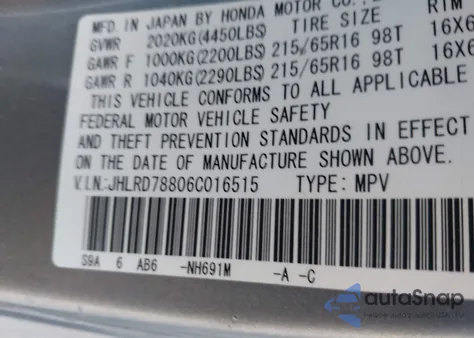 IN JAPAN BY HONDA MOTOR CO.,
GVWR 2020KG(4450LBS) TIRE SIZE RIM
GAWR F 1000KG(2200LBS) 215/65R16 98T 16X6
GAWR R 1040KG(2290LBS) 215/65R16 98T 16X6
THIS VEHICLE CONFORMS TO ALL APPLICABLE
FEDERAL MOTOR VEHICLE SAFETY
AND THEFT PREVENTION STANDARDS IN EFFECT
ON THE DATE OF MANUFACTURE SHOWN ABOVE.
V.I.N.:JHLRD78806C016515 TYPE: MPV
S9A 6 AB6 -NH691M -A -C
autoSnap